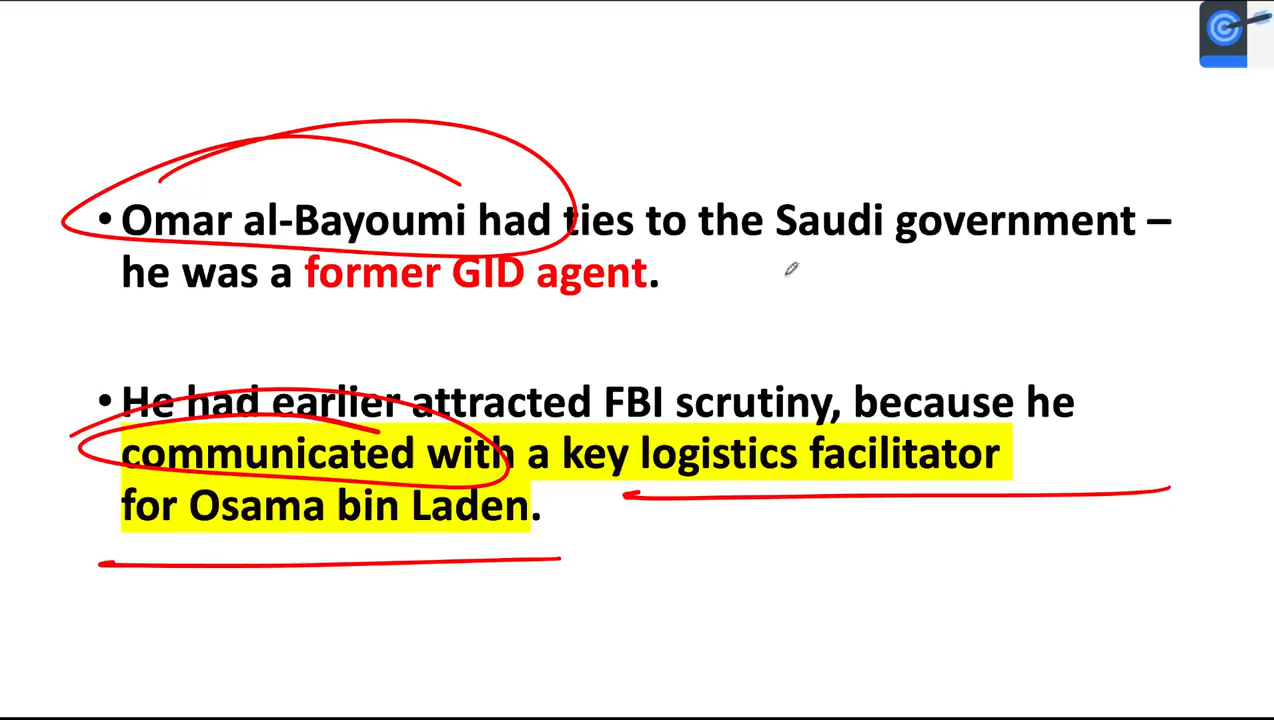 • Omar al-Bayoumi had ties to the Saudi government –
he was a former GID agent.
• He had earlier attracted FBI scrutiny, because he
communicated with a key logistics facilitator
for Osama bin Laden.